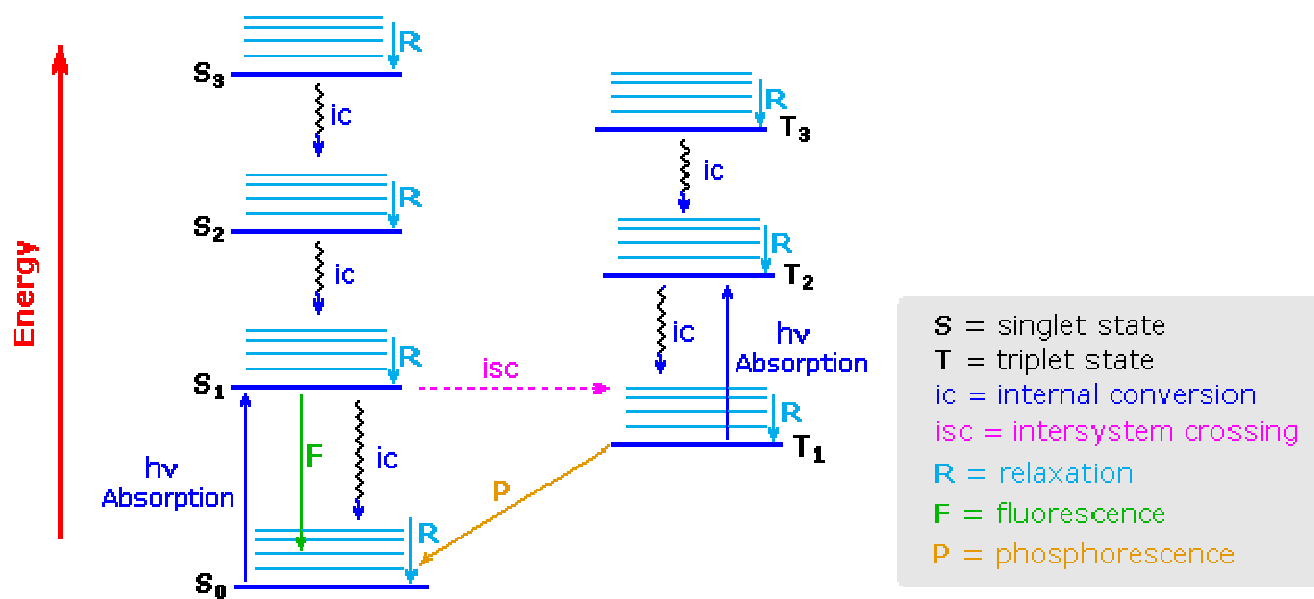 R
S3
ic
R
T3
R
S2
ic
R
T2
ic
R
S1
isc
ic
hν
Absorption
R
T1
F
ic
hν
Absorption
P
R
S0
Energy
S = singlet state
T = triplet state
ic = internal conversion
isc = intersystem crossing
R = relaxation
F = fluorescence
P = phosphorescence